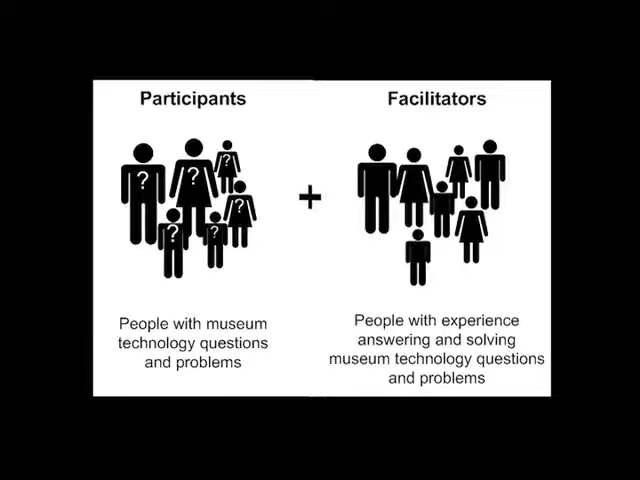 Participants
?
?
?
?
?
?
People with museum
technology questions
and problems
+
Facilitators
People with experience
answering and solving
museum technology questions
and problems